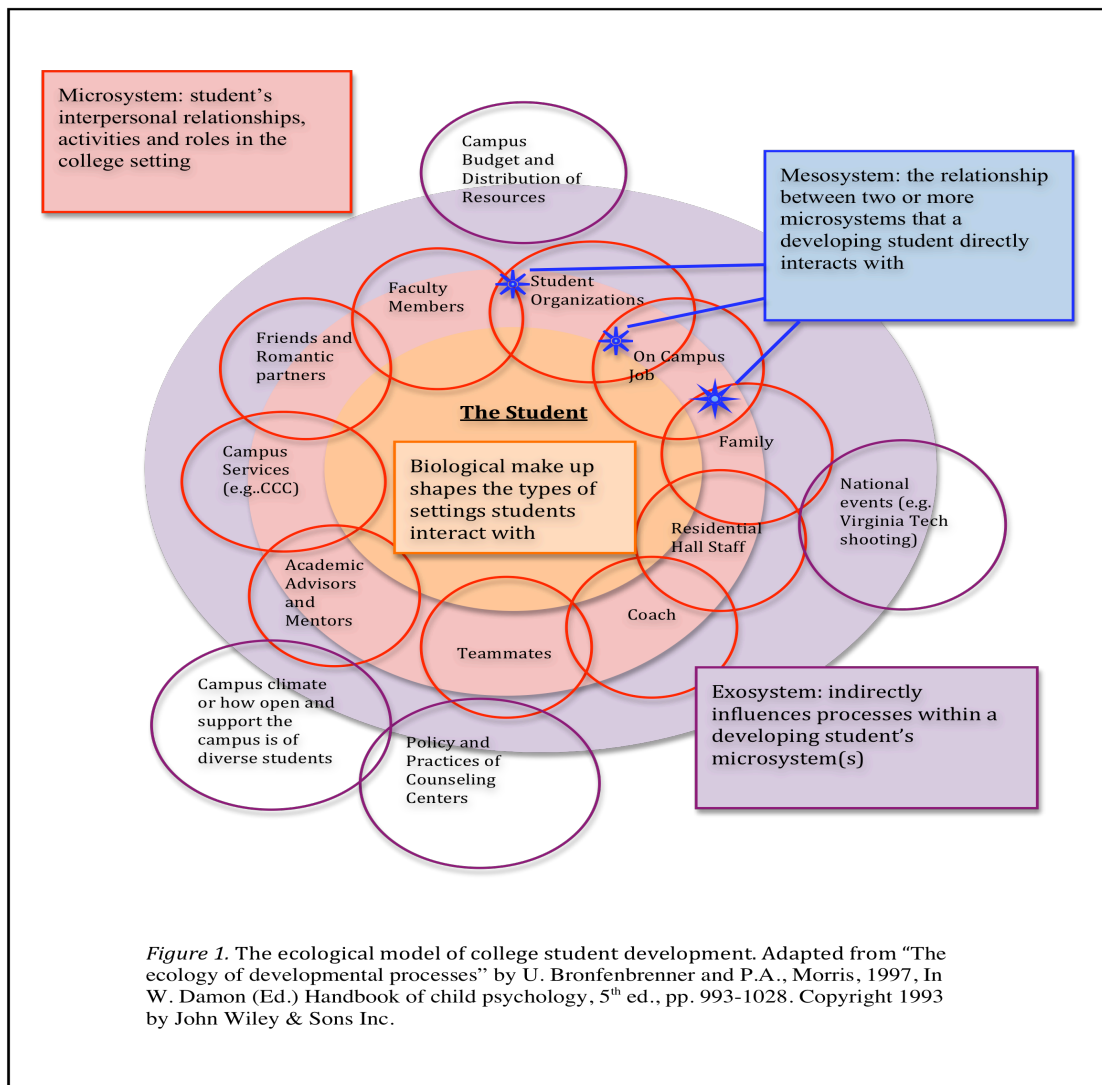 Microsystem: student's
interpersonal relationships,
activities and roles in the
college setting
Campus
Budget and
Distribution of
Resources
Mesosystem: the relationship
between two or more
microsystems that a
developing student directly
interacts with
Faculty
Members
Student
Organizations
Friends and
Romantic
partners
On Campus
Job
The Student
Campus
Services
(e.g..CCC)
Biological make up
shapes the types of
settings students
interact with
Family
National
events (e.g.
Virginia Tech
shooting)
Residential
Hall Staff
Academic
Advisors
and
Mentors
Coach
Teammates
Campus climate
or how open and
support the
campus is of
diverse students
Policy and
Practices of
Counseling
Centers
Exosystem: indirectly
influences processes within a
developing student's
microsystem(s)
Figure 1. The ecological model of college student development. Adapted from “The
ecology of developmental processes” by U. Bronfenbrenner and P.A., Morris, 1997, In
W. Damon (Ed.) Handbook of child psychology, 5th ed., pp. 993-1028. Copyright 1993
by John Wiley & Sons Inc.